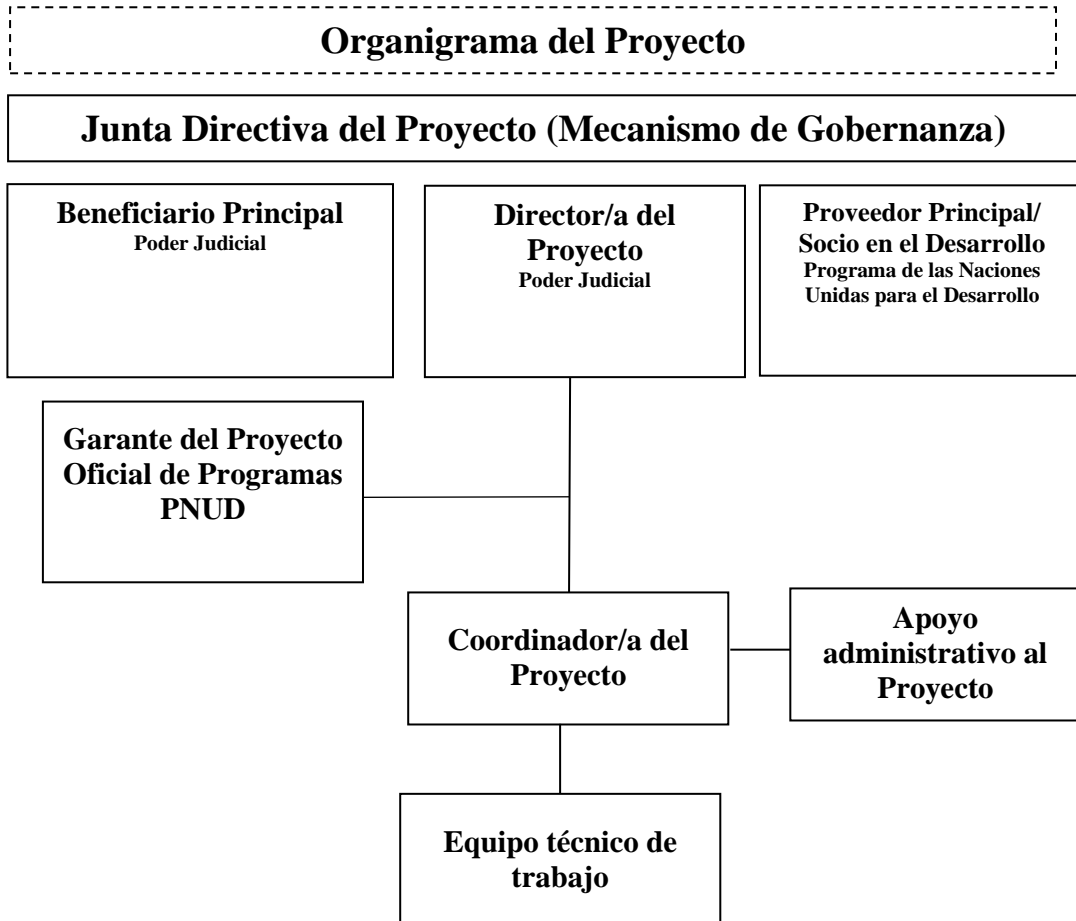 Organigrama del Proyecto
Junta Directiva del Proyecto (Mecanismo de Gobernanza)
Beneficiario Principal
Poder Judicial
Director/a del
Proyecto
Poder Judicial
Proveedor Principal/
Socio en el Desarrollo
Programa de las Naciones
Unidas para el Desarrollo
Garante del Proyecto
Oficial de Programas
PNUD
Coordinador/a del
Proyecto
Apoyo
administrativo al
Proyecto
Equipo técnico de
trabajo